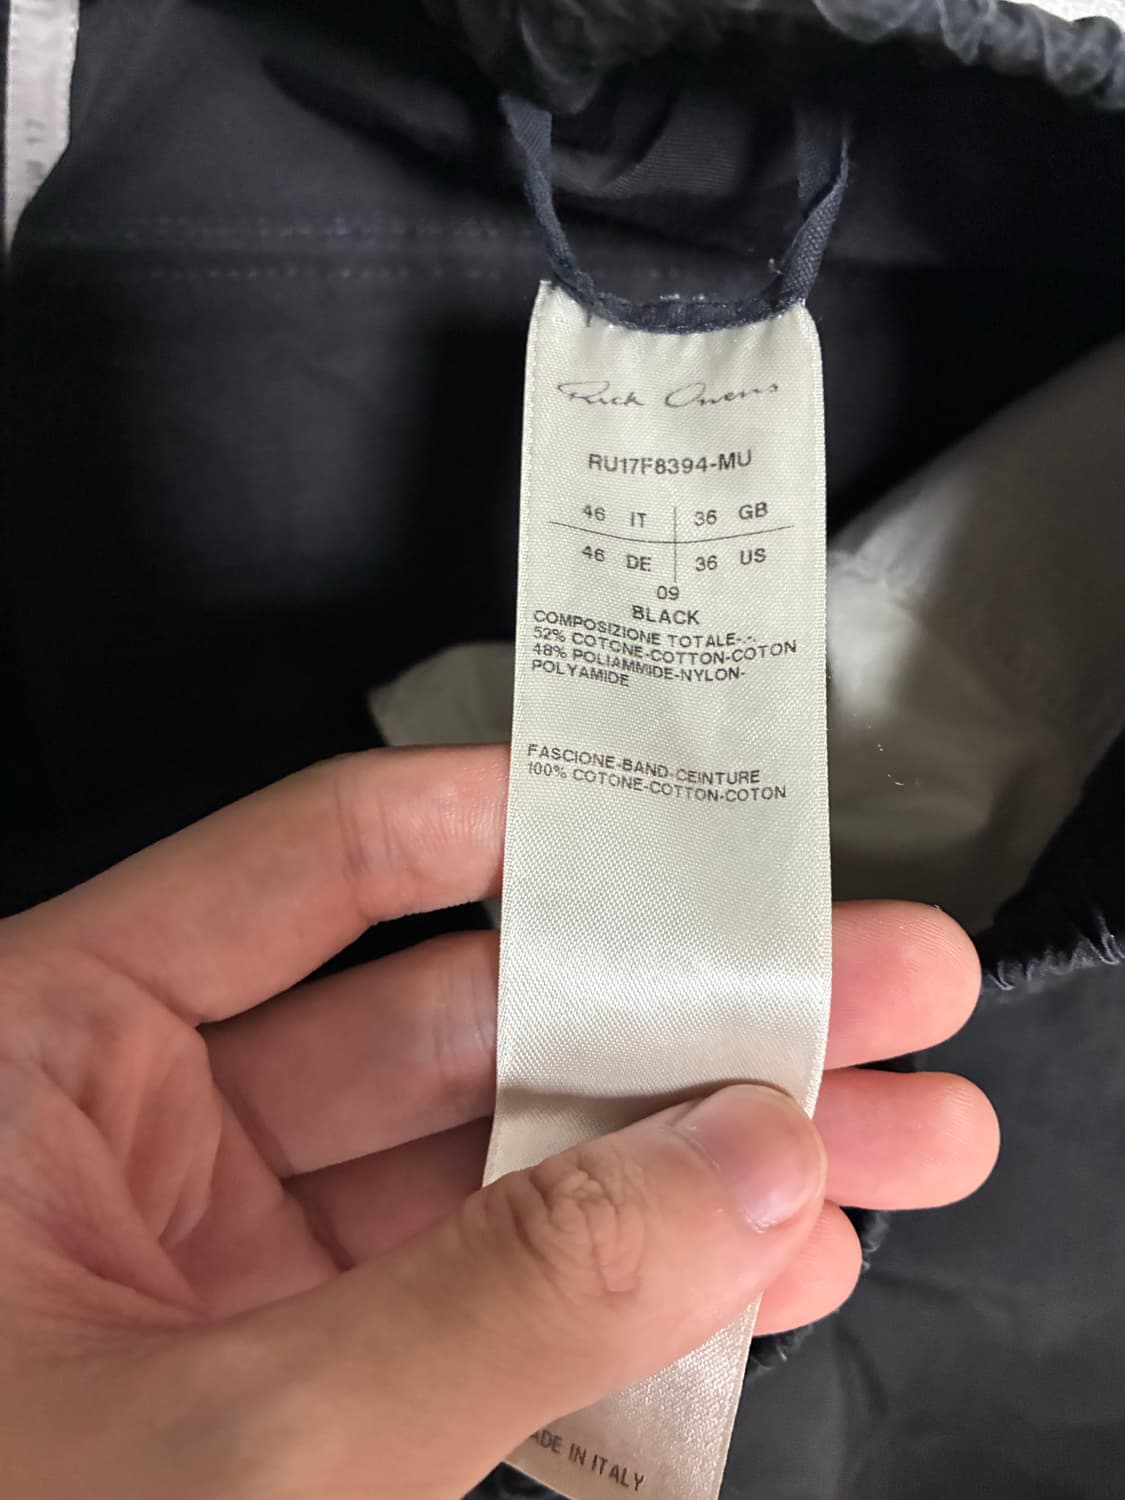 Rick Owens
RU17F8394-MU
46 IT 36 GB
46 DE 36 US
09
BLACK
COMPOSIZIONE TOTALE-.-.
52% COTONE-COTTON-COTON
48% POLIAMMIDE-NYLON-
POLYAMIDE
FASCIONE-BAND-CEINTURE
100% COTONE-COTTON-COTON
ADE IN ITALY
17